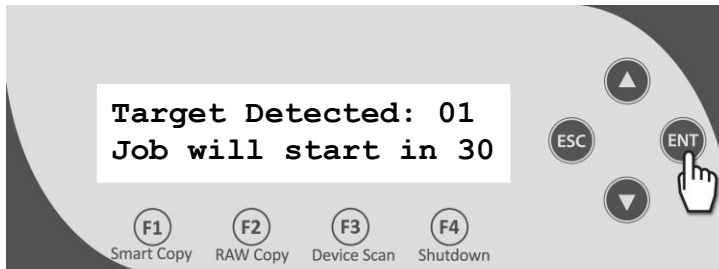 Target Detected: 01
Job will start in 30
ESC
ENT
F1 F2 F3 F4
Smart Copy RAW Copy Device Scan Shutdown